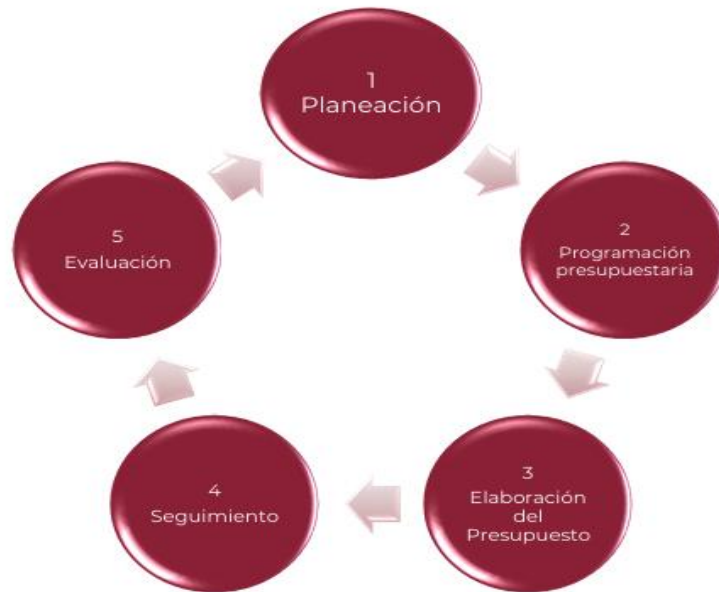 1
Planeación
2
Programación
presupuestaria
3
Elaboración
del
Presupuesto
4
Seguimiento
5
Evaluación